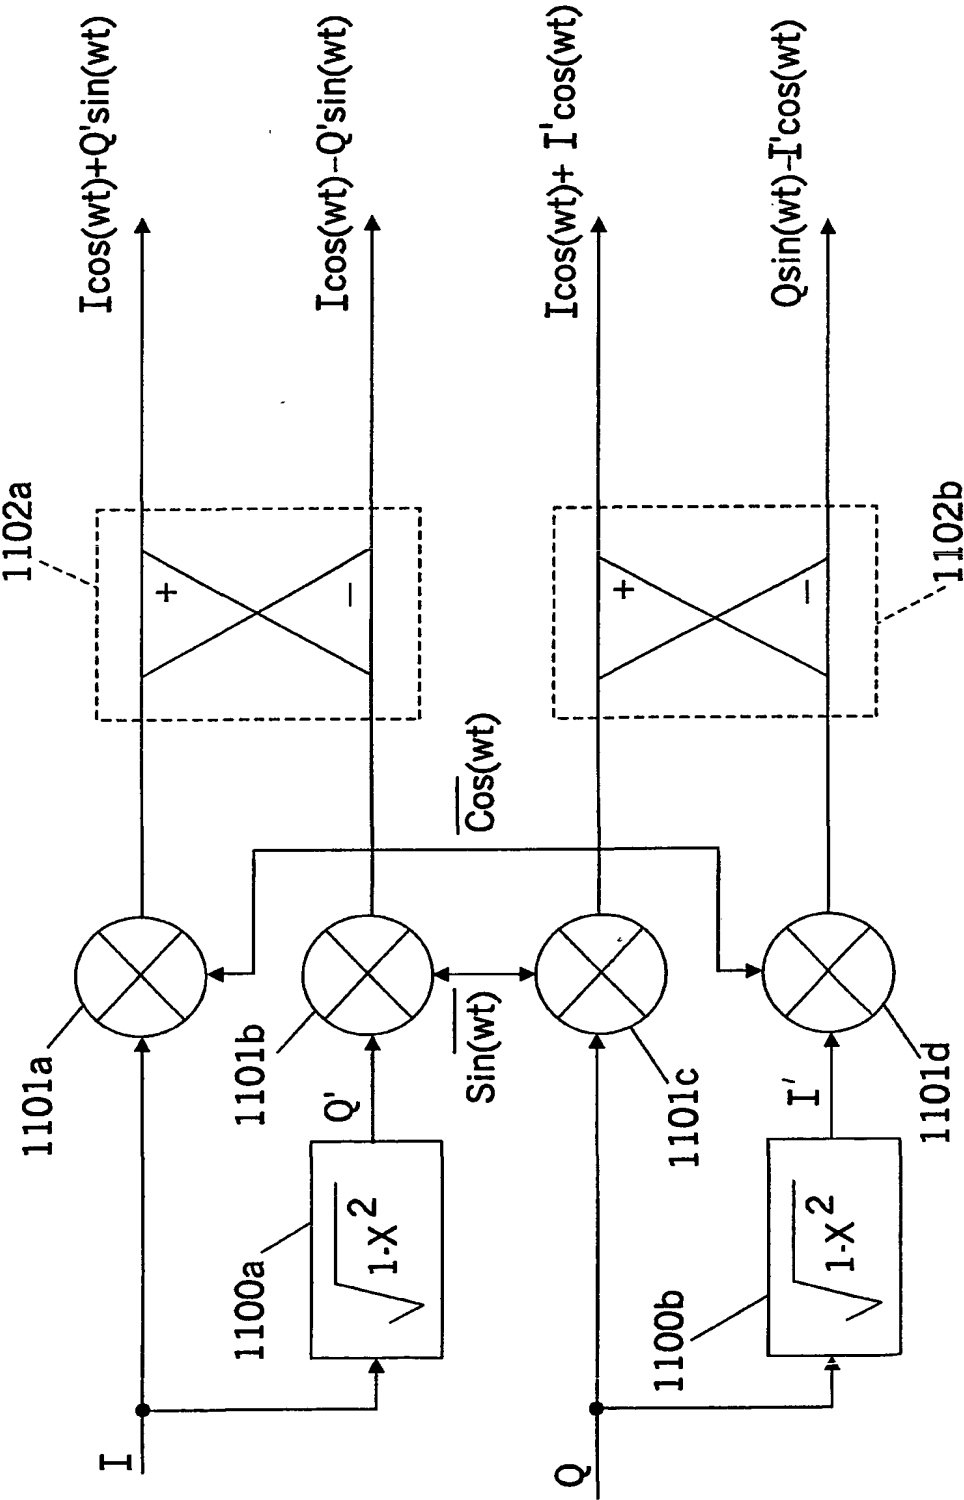 Icos(wt)+Q'sin(wt)
Icos(wt)-Q'sin(wt)
Icos(wt)+ I'cos(wt)
Qsin(wt)-I'cos(wt)
1102a
1102b
+
−
+
−
Cos(wt)
Sin(wt)
1101a
1101b
1101c
1101d
Q'
I'
1100a
√1-X²
1100b
√1-X²
I
Q